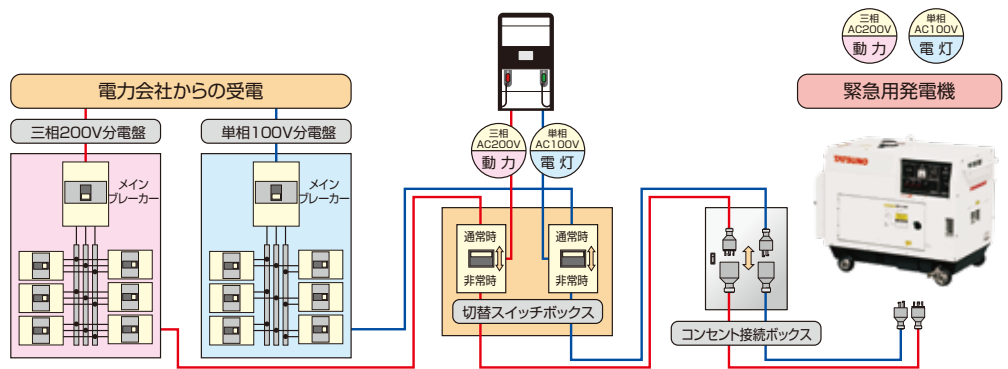 三相
AC200V
動力
単相
AC100V
電灯
電力会社からの受電
緊急用発電機
三相200V分電盤
単相100V分電盤
三相
AC200V
動力
単相
AC100V
電灯
メイン
ブレーカー
メイン
ブレーカー
TATSUNO
通常時
非常時
通常時
非常時
切替スイッチボックス
コンセント接続ボックス